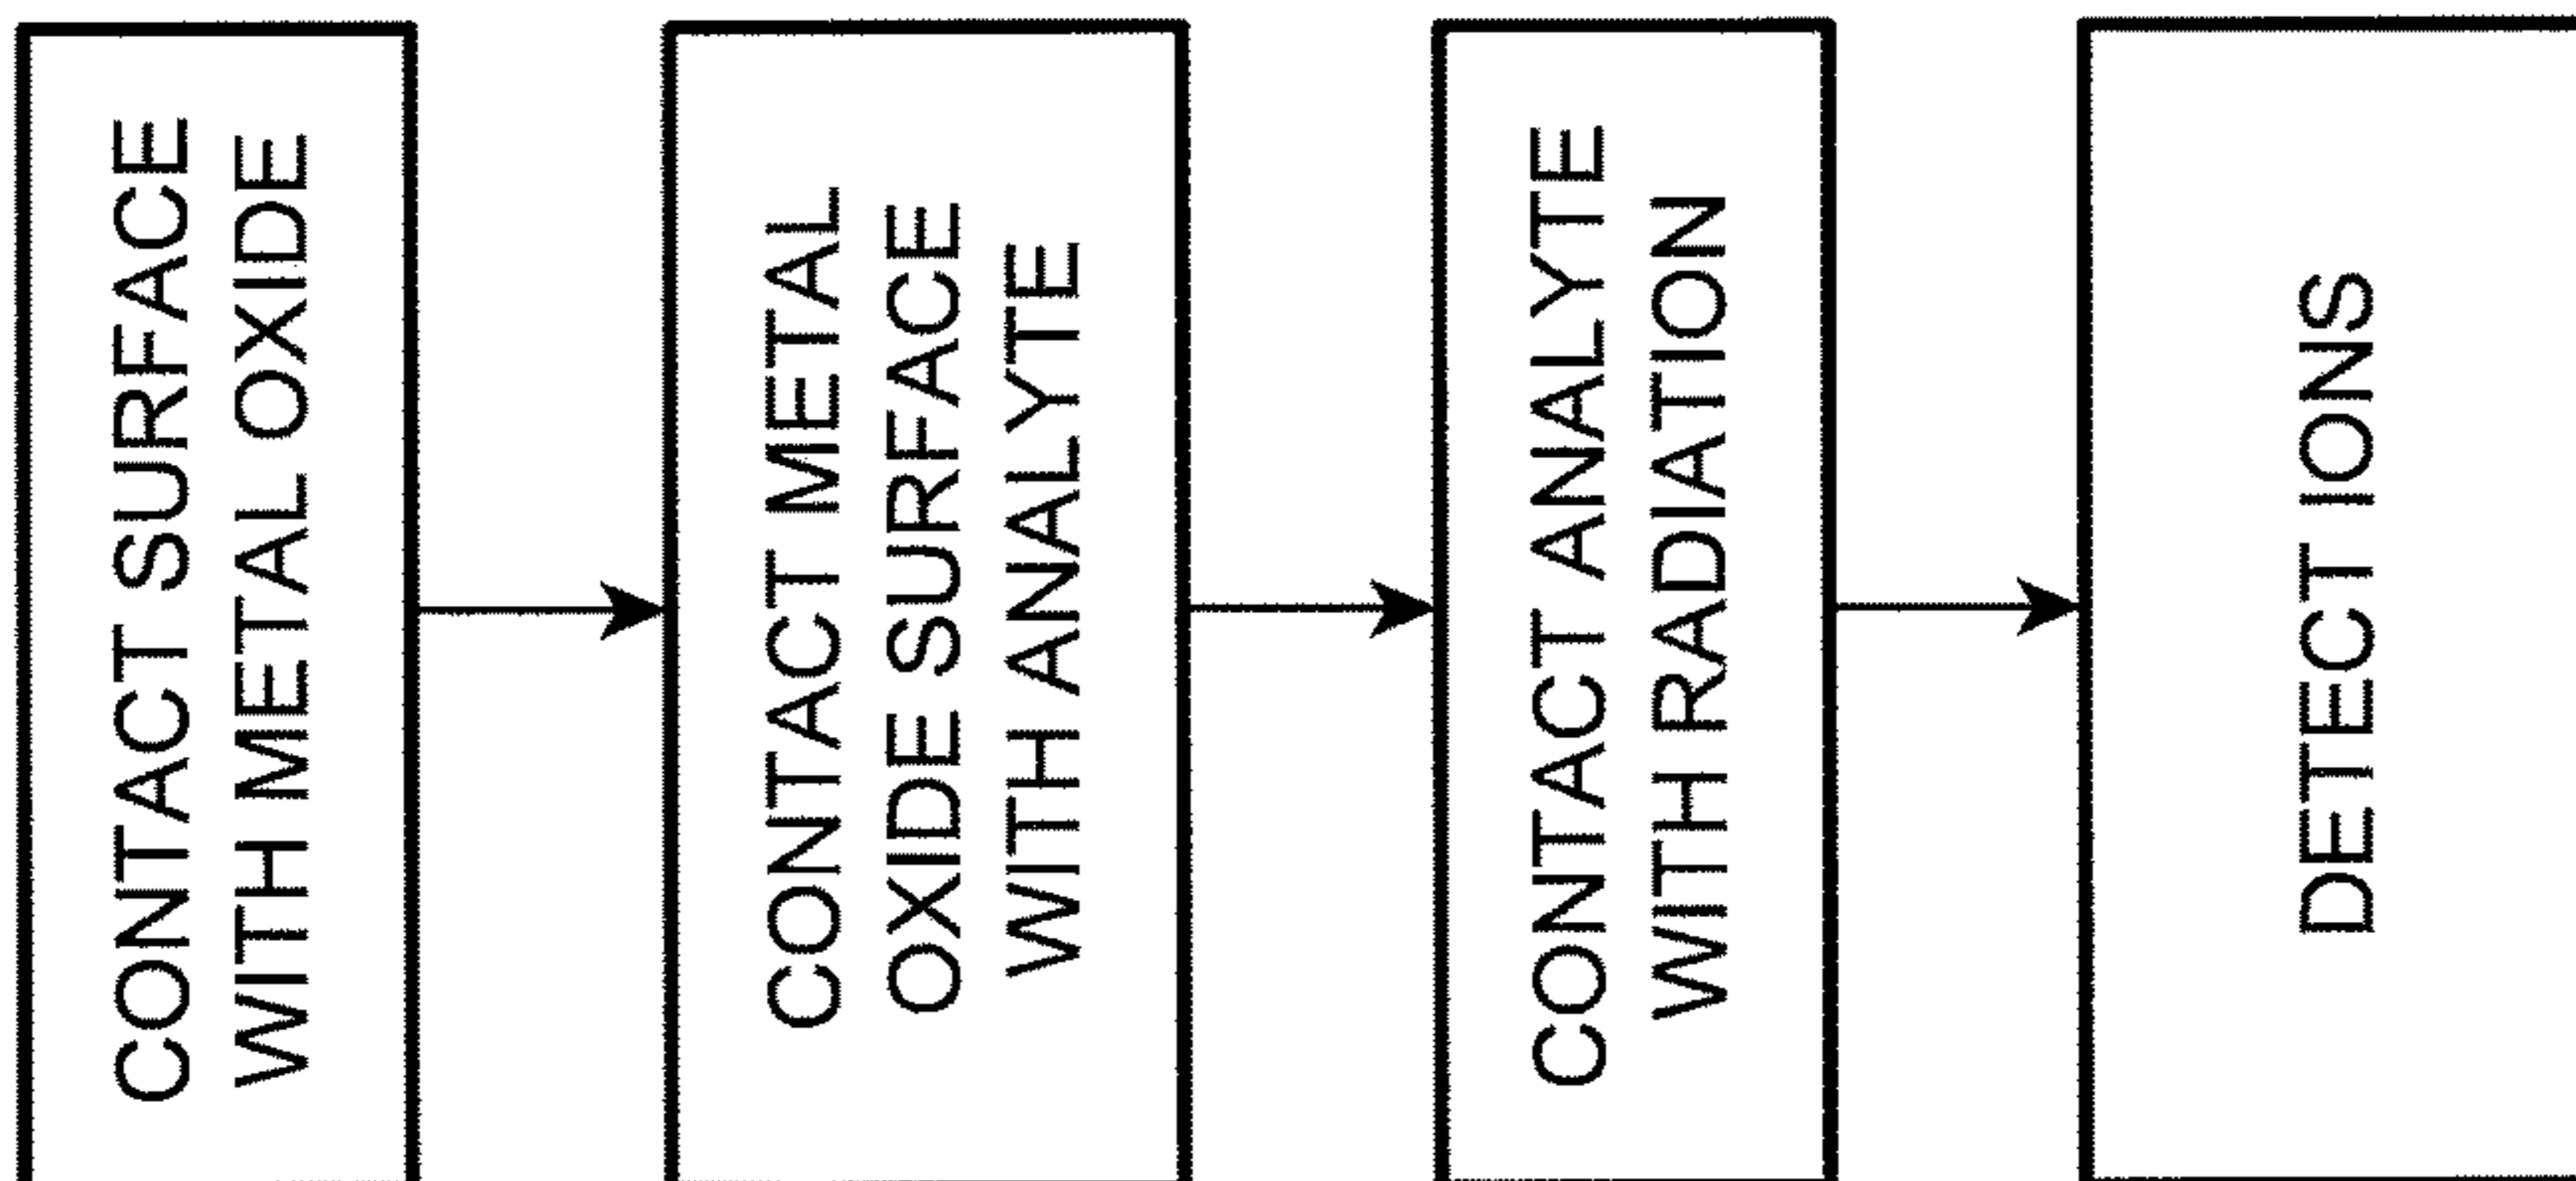 CONTACT SURFACE
WITH METAL OXIDE
CONTACT METAL
OXIDE SURFACE
WITH ANALYTE
CONTACT ANALYTE
WITH RADIATION
DETECT IONS